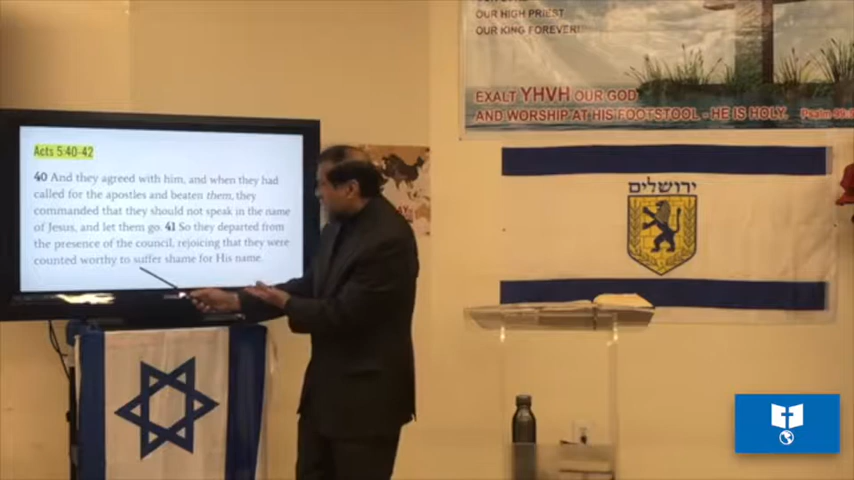 OUR HIGH PRIEST
OUR KING FOREVER!
EXALT YHVH OUR GOD
AND WORSHIP AT HIS FOOTSTOOL - HE IS HOLY.
Psalm 99:
Acts 5:40-42
40 And they agreed with him, and when they had
called for the apostles and beaten them, they
commanded that they should not speak in the name
of Jesus, and let them go. 41 So they departed from
the presence of the council, rejoicing that they were
counted worthy to suffer shame for His name.
ירושלים